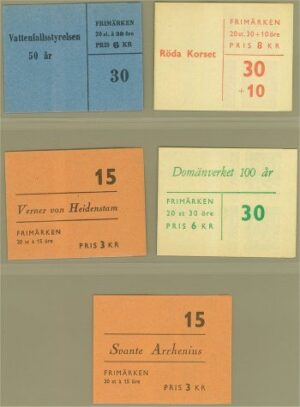 Vattenfallsstyrelsen
50 år
FRIMÄRKEN
20 st. à 30 öre
PRIS 6 KR
30
Röda Korset
FRIMÄRKEN
20 st. 30+10 öre
PRIS 8 KR
30
+10
15
Verner von Heidenstam
FRIMÄRKEN
20 st à 15 öre
PRIS 3 KR
Domänverket 100 år
FRIMÄRKEN
20 st 30 öre
PRIS 6 KR
30
15
Svante Arrhenius
FRIMÄRKEN
20 st à 15 öre
PRIS 3 KR